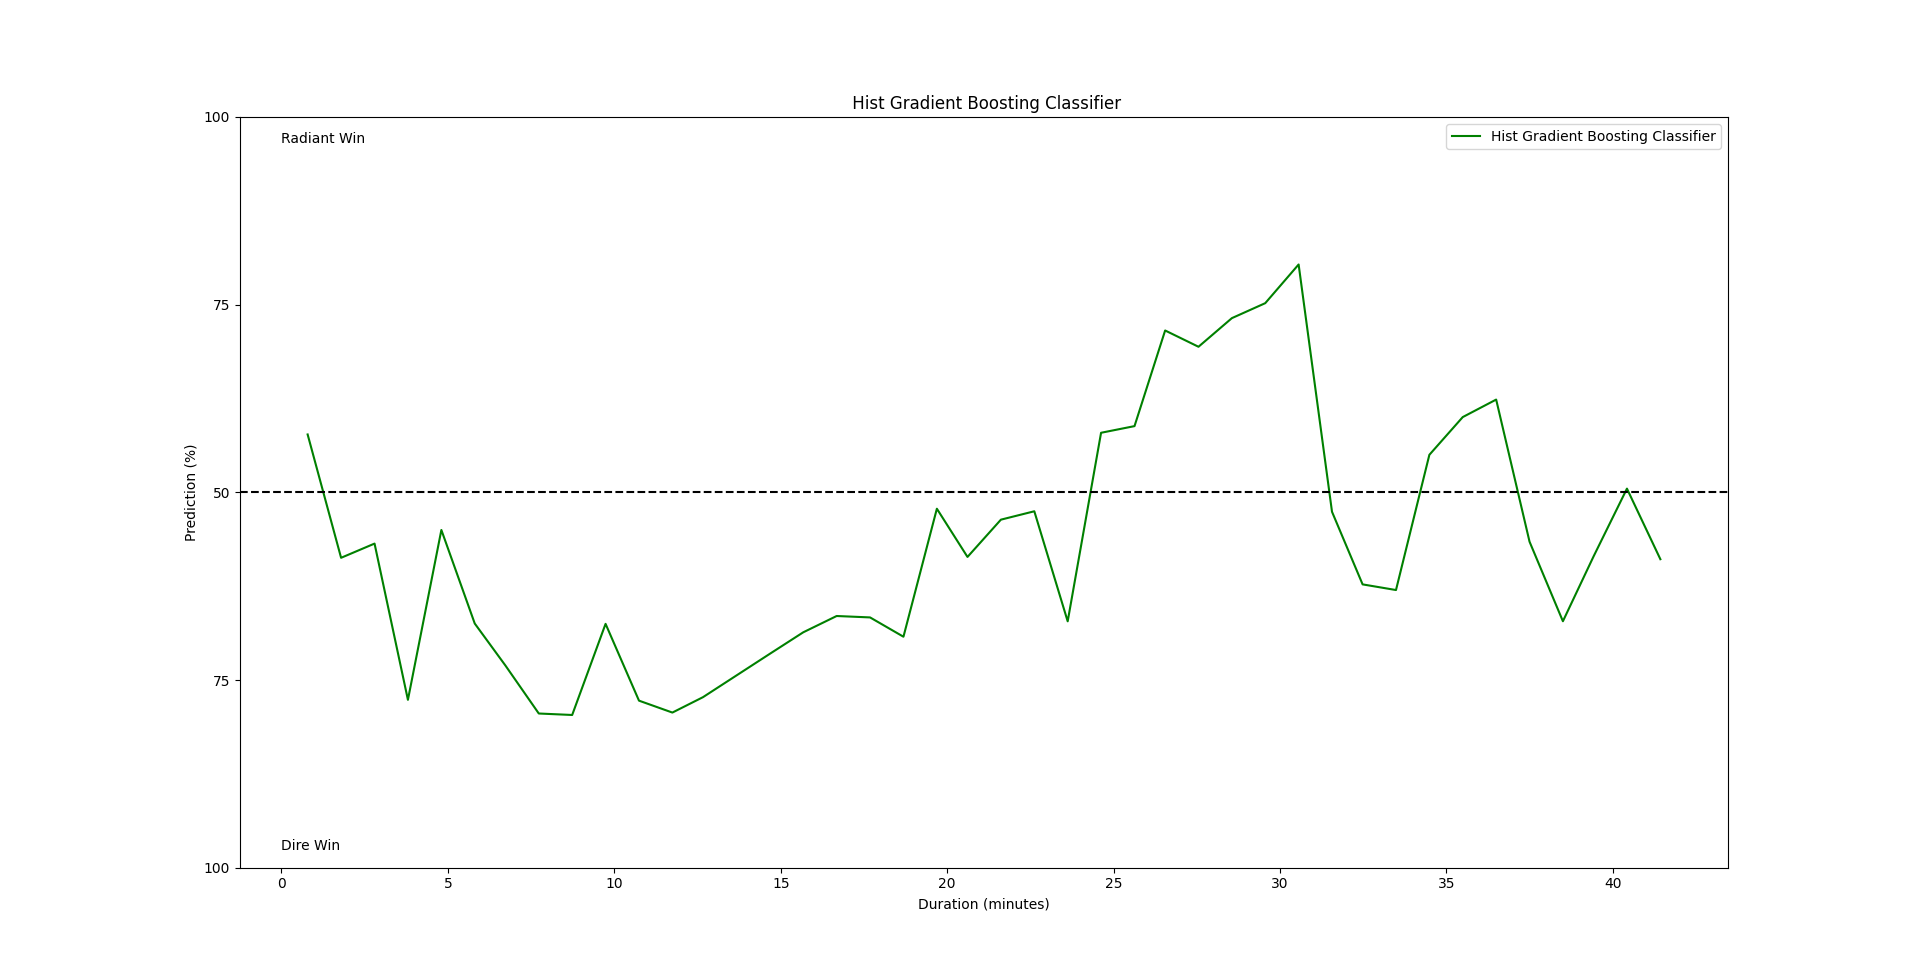 Hist Gradient Boosting Classifier
100
Radiant Win
Hist Gradient Boosting Classifier
75
Prediction (%)
50
75
Dire Win
100
0 5 10 15 20 25 30 35 40
Duration (minutes)